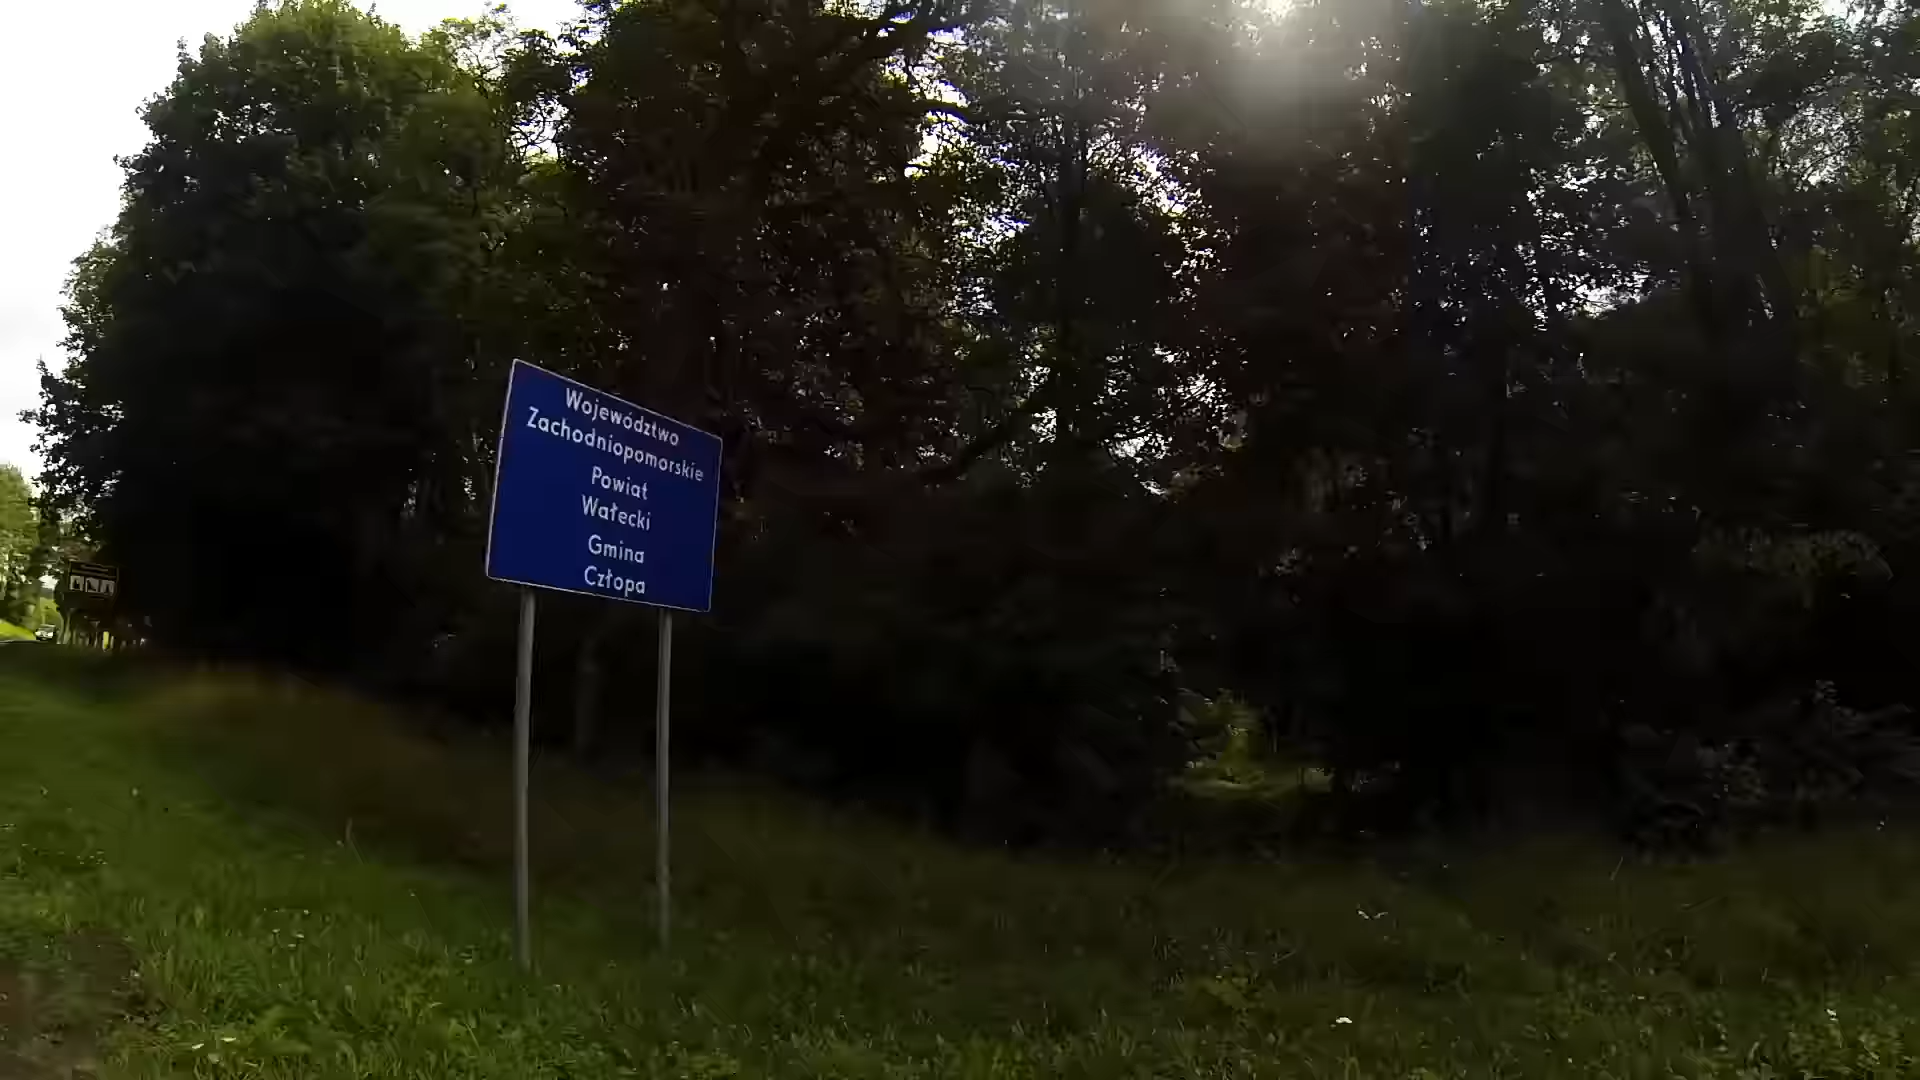 Województwo
Zachodniopomorskie
Powiat
Wałecki
Gmina
Człopa